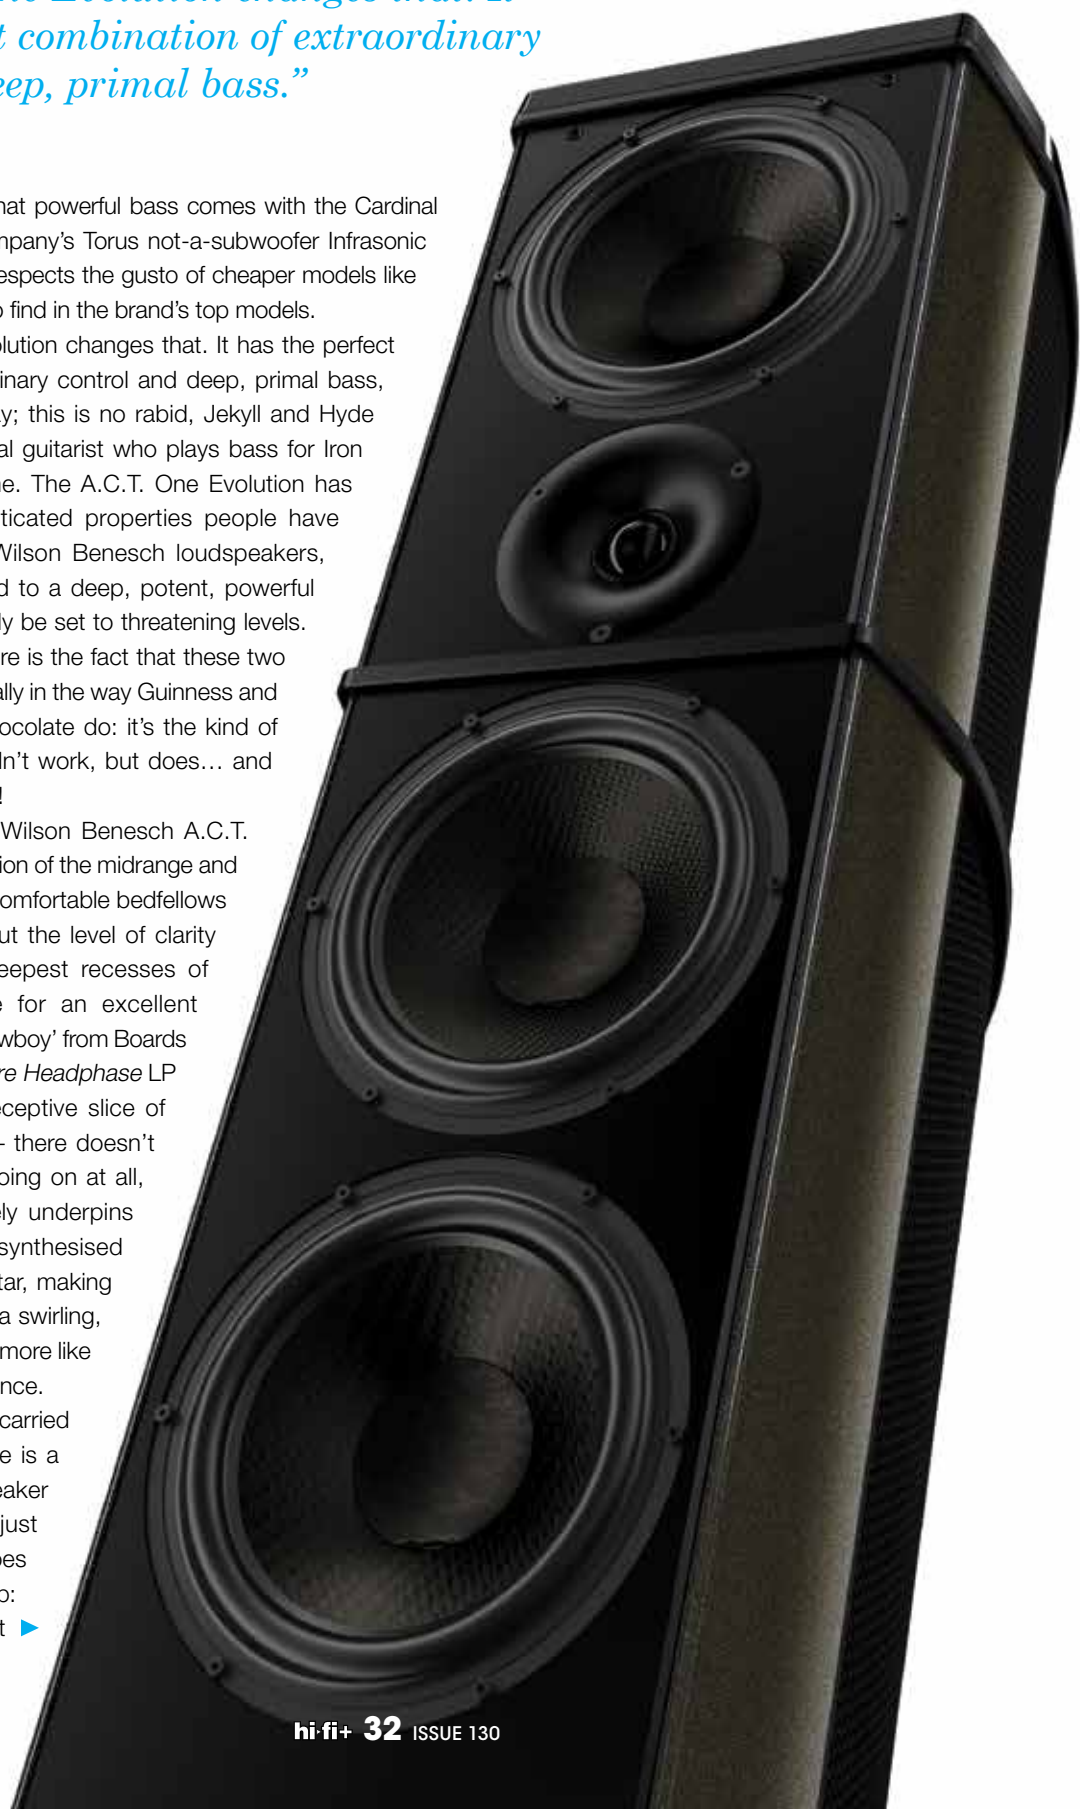 t combination of extraordinary
eep, primal bass.”
hat powerful bass comes with the Cardinal
mpany’s Torus not-a-subwoofer Infrasonic
espects the gusto of cheaper models like
o find in the brand’s top models.
olution changes that. It has the perfect
inary control and deep, primal bass,
y; this is no rabid, Jekyll and Hyde
al guitarist who plays bass for Iron
e. The A.C.T. One Evolution has
ticated properties people have
Wilson Benesch loudspeakers,
d to a deep, potent, powerful
ly be set to threatening levels.
re is the fact that these two
ally in the way Guinness and
ocolate do: it’s the kind of
dn’t work, but does… and
!
Wilson Benesch A.C.T.
ion of the midrange and
omfortable bedfellows
ut the level of clarity
eepest recesses of
e for an excellent
wboy’ from Boards
re Headphase LP
eceptive slice of
– there doesn’t
oing on at all,
ely underpins
synthesised
tar, making
a swirling,
more like
nce.
carried
e is a
eaker
just
oes
o:
t ►
hi-fi+ 32 ISSUE 130